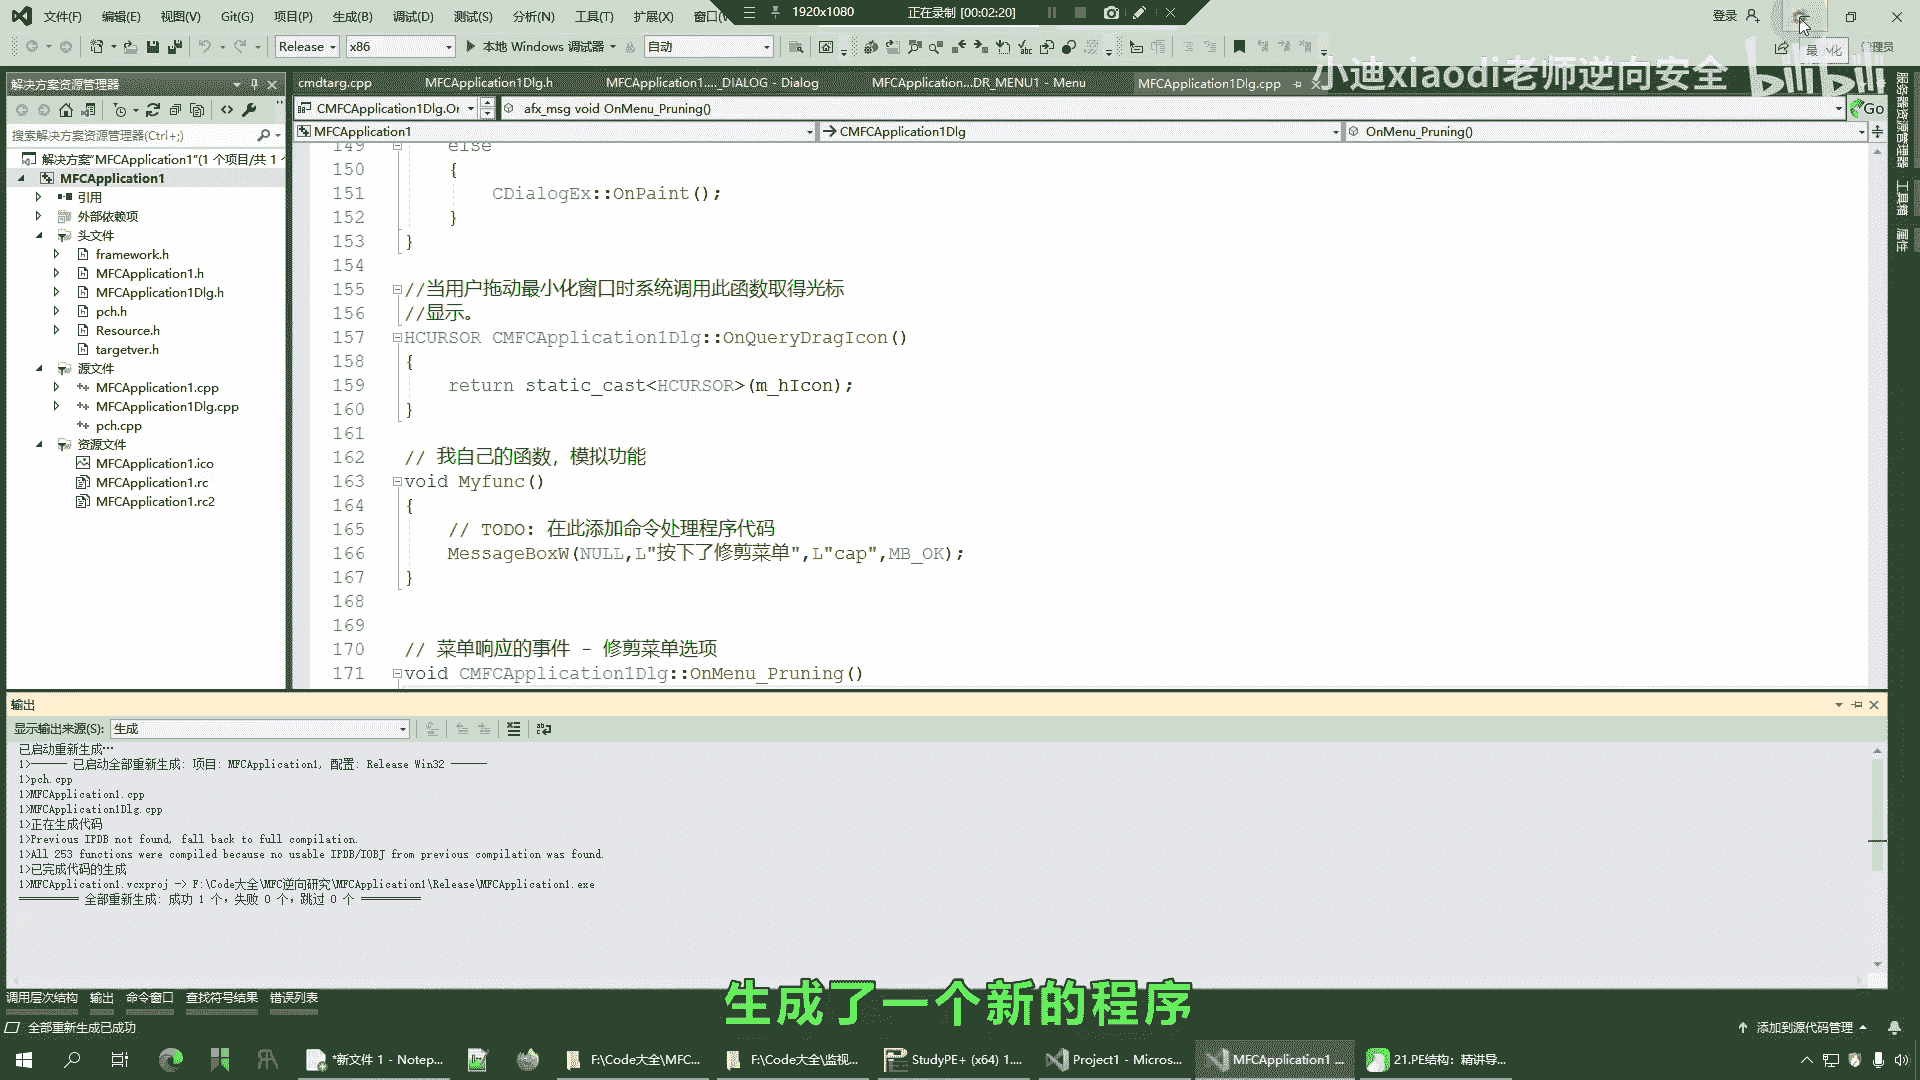 文件(F) 编辑(E) 视图(V) Git(G) 项目(P) 生成(B) 调试(D) 测试(S) 分析(N) 工具(T) 扩展(X) 窗口(
1920x1080 正在录制 [00:02:20]
登录
Release x86 本地 Windows 调试器 自动
小迪xiaodi老师逆向安全 bilibili
解决方案资源管理器
cmdtarg.cpp MFCApplication1Dlg.h MFCApplication1...._DIALOG - Dialog MFCApplication...DR_MENU1 - Menu MFCApplication1Dlg.cpp
CMFCApplication1Dlg.Or afx_msg void OnMenu_Pruning() Go
搜索解决方案资源管理器(Ctrl+;)
MFCApplication1 CMFCApplication1Dlg OnMenu_Pruning()
解决方案"MFCApplication1"(1 个项目/共 1
MFCApplication1
引用
外部依赖项
头文件
framework.h
MFCApplication1.h
MFCApplication1Dlg.h
pch.h
Resource.h
targetver.h
源文件
MFCApplication1.cpp
MFCApplication1Dlg.cpp
pch.cpp
资源文件
MFCApplication1.ico
MFCApplication1.rc
MFCApplication1.rc2
149 else
150 {
151 CDialogEx::OnPaint();
152 }
153 }
154
155 //当用户拖动最小化窗口时系统调用此函数取得光标
156 //显示。
157 HCURSOR CMFCApplication1Dlg::OnQueryDragIcon()
158 {
159 return static_cast<HCURSOR>(m_hIcon);
160 }
161
162 // 我自己的函数，模拟功能
163 void Myfunc()
164 {
165 // TODO: 在此添加命令处理程序代码
166 MessageBoxW(NULL,L"按下了修剪菜单",L"cap",MB_OK);
167 }
168
169
170 // 菜单响应的事件 - 修剪菜单选项
171 void CMFCApplication1Dlg::OnMenu_Pruning()
服务器资源管理器
工具箱
属性
输出
显示输出来源(S): 生成
已启动重新生成…
1>------ 已启动全部重新生成: 项目: MFCApplication1, 配置: Release Win32 ------
1>pch.cpp
1>MFCApplication1.cpp
1>MFCApplication1Dlg.cpp
1>正在生成代码
1>Previous IPDB not found, fall back to full compilation.
1>All 253 functions were compiled because no usable IPDB/IOBJ from previous compilation was found.
1>已完成代码的生成
1>MFCApplication1.vcxproj -> F:\Code大全\MFC逆向研究\MFCApplication1\Release\MFCApplication1.exe
========== 全部重新生成: 成功 1 个，失败 0 个，跳过 0 个 ==========
调用层次结构 输出 命令窗口 查找符号结果 错误列表
生成了一个新的程序
全部重新生成已成功
添加到源代码管理
*新文件 1 - Notep... F:\Code大全\MFC... F:\Code大全\监视... StudyPE+ (x64) 1.... Project1 - Micros... MFCApplication1 ... 21.PE结构：精讲导...